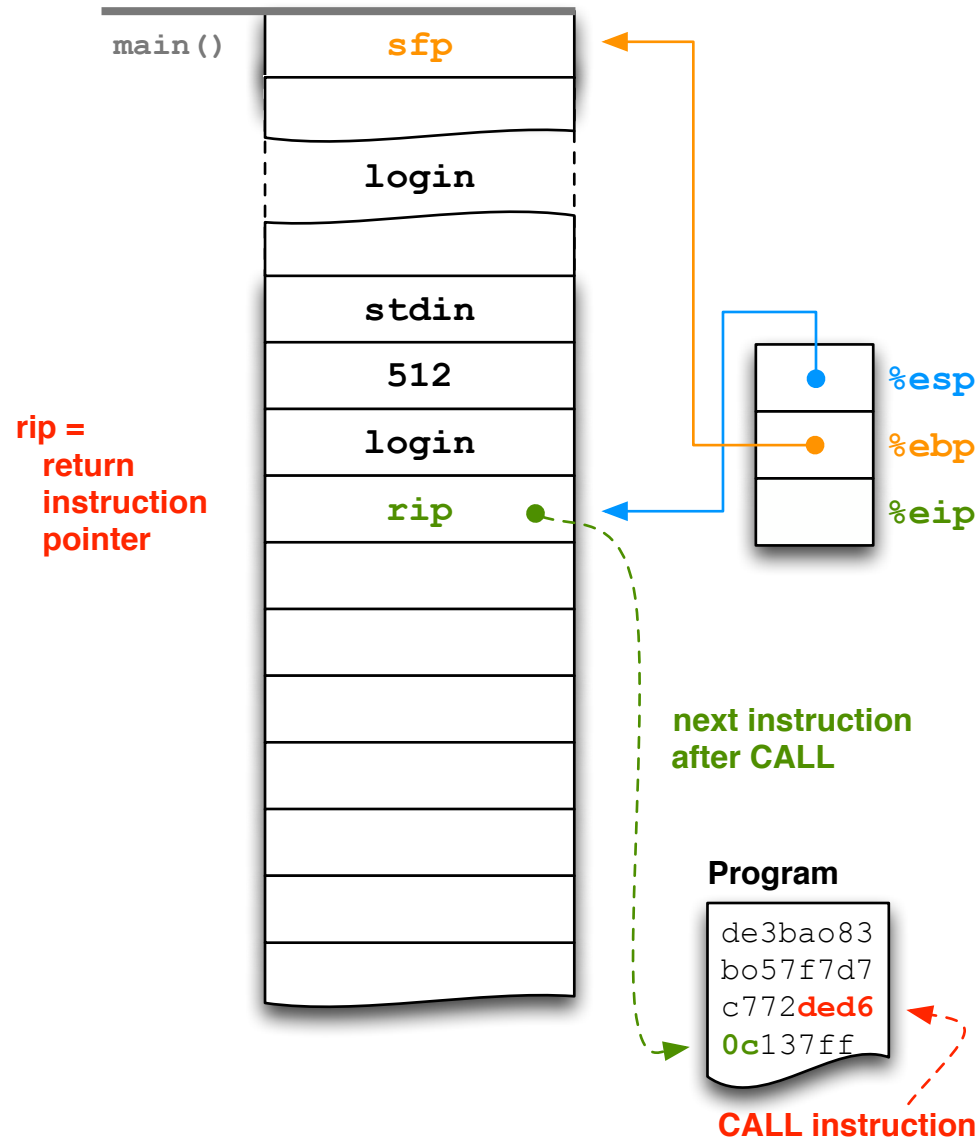 main()
sfp
login
stdin
512
login
rip
rip =
return
instruction
pointer
%esp
%ebp
%eip
next instruction
after CALL
Program
de3bao83
bo57f7d7
c772ded6
0c137ff
CALL instruction